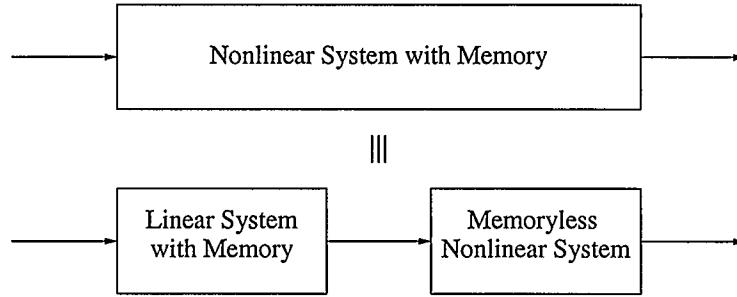 Nonlinear System with Memory
Linear System
with Memory
Memoryless
Nonlinear System